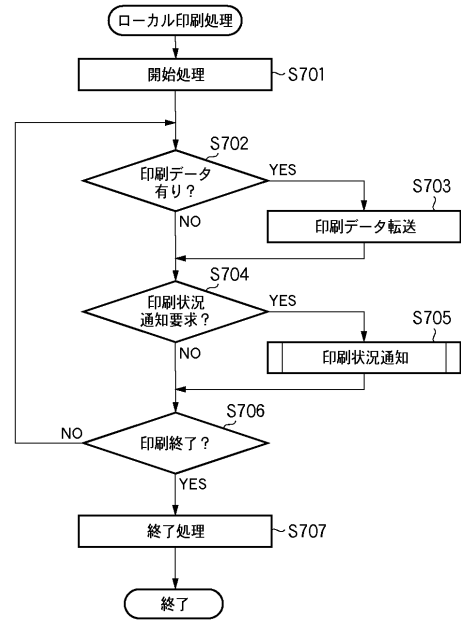 ローカル印刷処理
開始処理
S701
S702
印刷データ
有り？
YES
NO
S703
印刷データ転送
S704
印刷状況
通知要求？
YES
NO
S705
印刷状況通知
S706
印刷終了？
NO
YES
終了処理
S707
終了